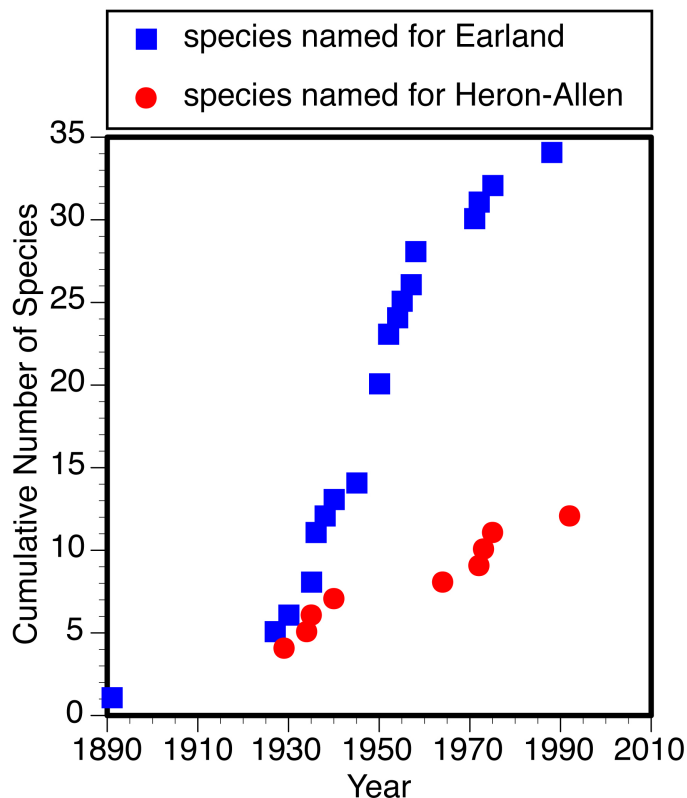 species named for Earland
species named for Heron-Allen
35
30
25
20
15
10
5
0
Cumulative Number of Species
1890 1910 1930 1950 1970 1990 2010
Year